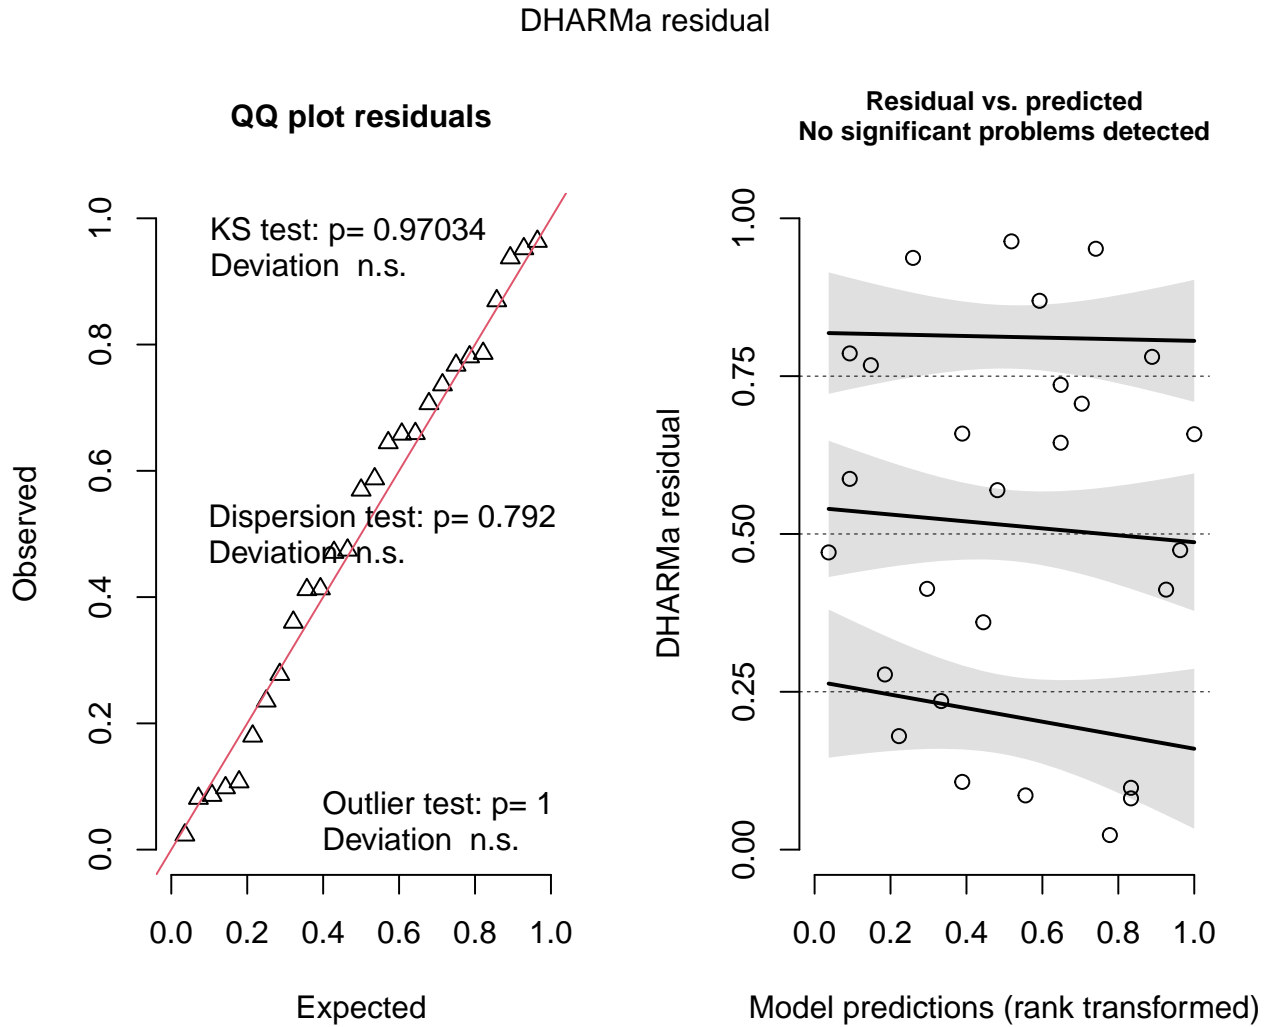 DHARMa residual
QQ plot residuals
KS test: p= 0.97034
Deviation  n.s.
Dispersion test: p= 0.792
Deviation  n.s.
Outlier test: p= 1
Deviation  n.s.
Observed
0.0
0.2
0.4
0.6
0.8
1.0
0.0 0.2 0.4 0.6 0.8 1.0
Expected
Residual vs. predicted
No significant problems detected
DHARMa residual
0.00
0.25
0.50
0.75
1.00
0.0 0.2 0.4 0.6 0.8 1.0
Model predictions (rank transformed)